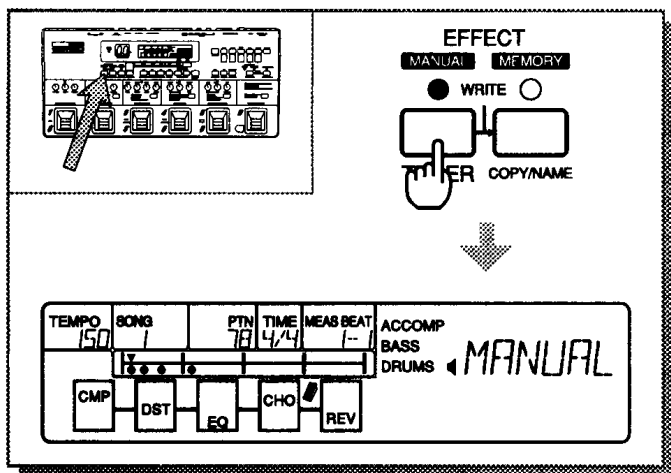 EFFECT
MANUAL MEMORY
WRITE
COPY/NAME
TEMPO SONG PTN TIME MEAS BEAT
150 1 78 4/4 1-- 1
ACCOMP
BASS
DRUMS
MANUAL
CMP DST EQ CHO REV